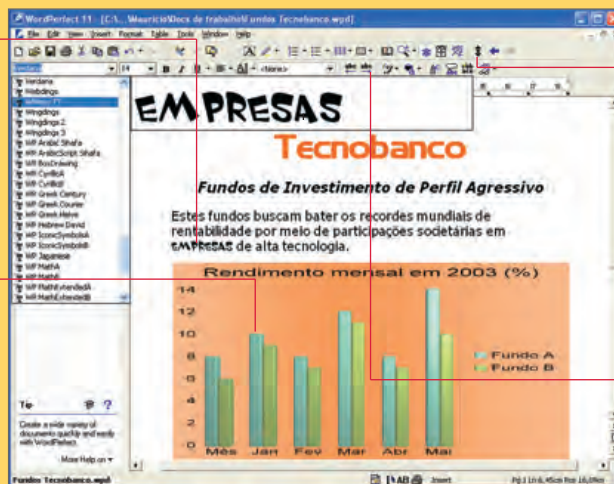 WordPerfect 11 - [C:\...\Mauricio\Docs de trabalho\Fundos Tecnobanco.wpd]
File Edit View Insert Format Table Tools Window Help
Verdana
14
<None>
Verdana
Webdings
Wingdings
Wingdings 2
Wingdings 3
WP Arabic Sihafa
WP ArabicScript Sihafa
WP BoxDrawing
WP CyrillicA
WP CyrillicB
WP Greek Century
WP Greek Courier
WP Greek Helve
WP Hebrew David
WP IconicSymbolsA
WP IconicSymbolsB
WP Japanese
WP MathA
WP MathB
WP MathExtendedA
WP MathExtendedB
EMPRESAS
Tecnobanco
Fundos de Investimento de Perfil Agressivo
Estes fundos buscam bater os recordes mundiais de
rentabilidade por meio de participações societárias em
EMPRESAS de alta tecnologia.
Rendimento mensal em 2003 (%)
14
12
10
8
6
4
2
0
Mês Jan Fev Mar Abr Mai
Fundo A
Fundo B
Tip
Create a wide variety of
documents quickly and easily
with WordPerfect.
More Help on
Fundos Tecnobanco.wpd
AB Insert